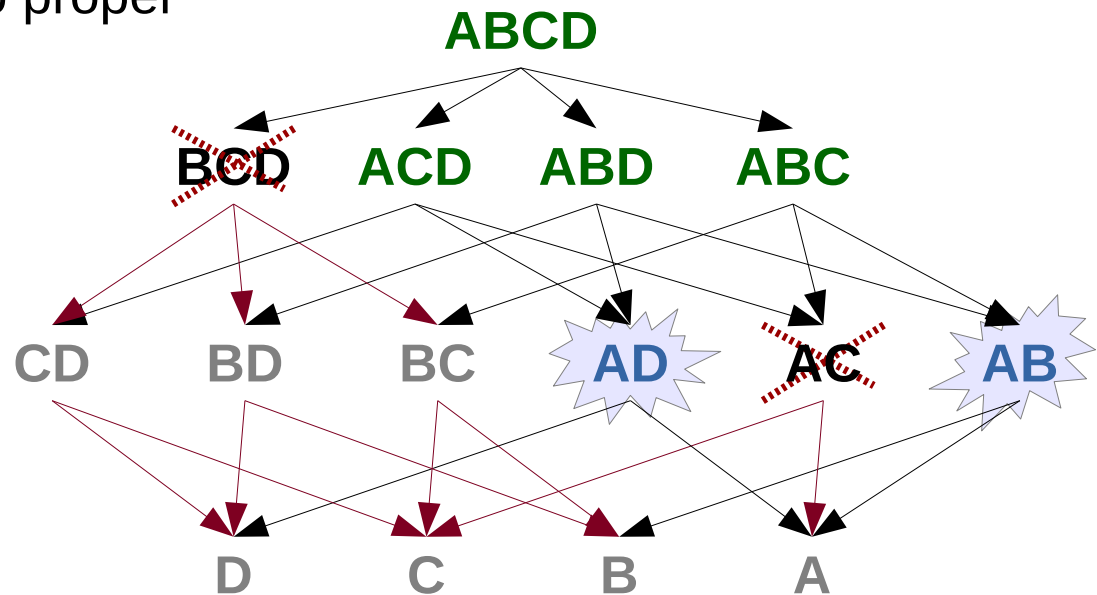 proper
ABCD
BCD ACD ABD ABC
CD BD BC AD AC AB
D C B A